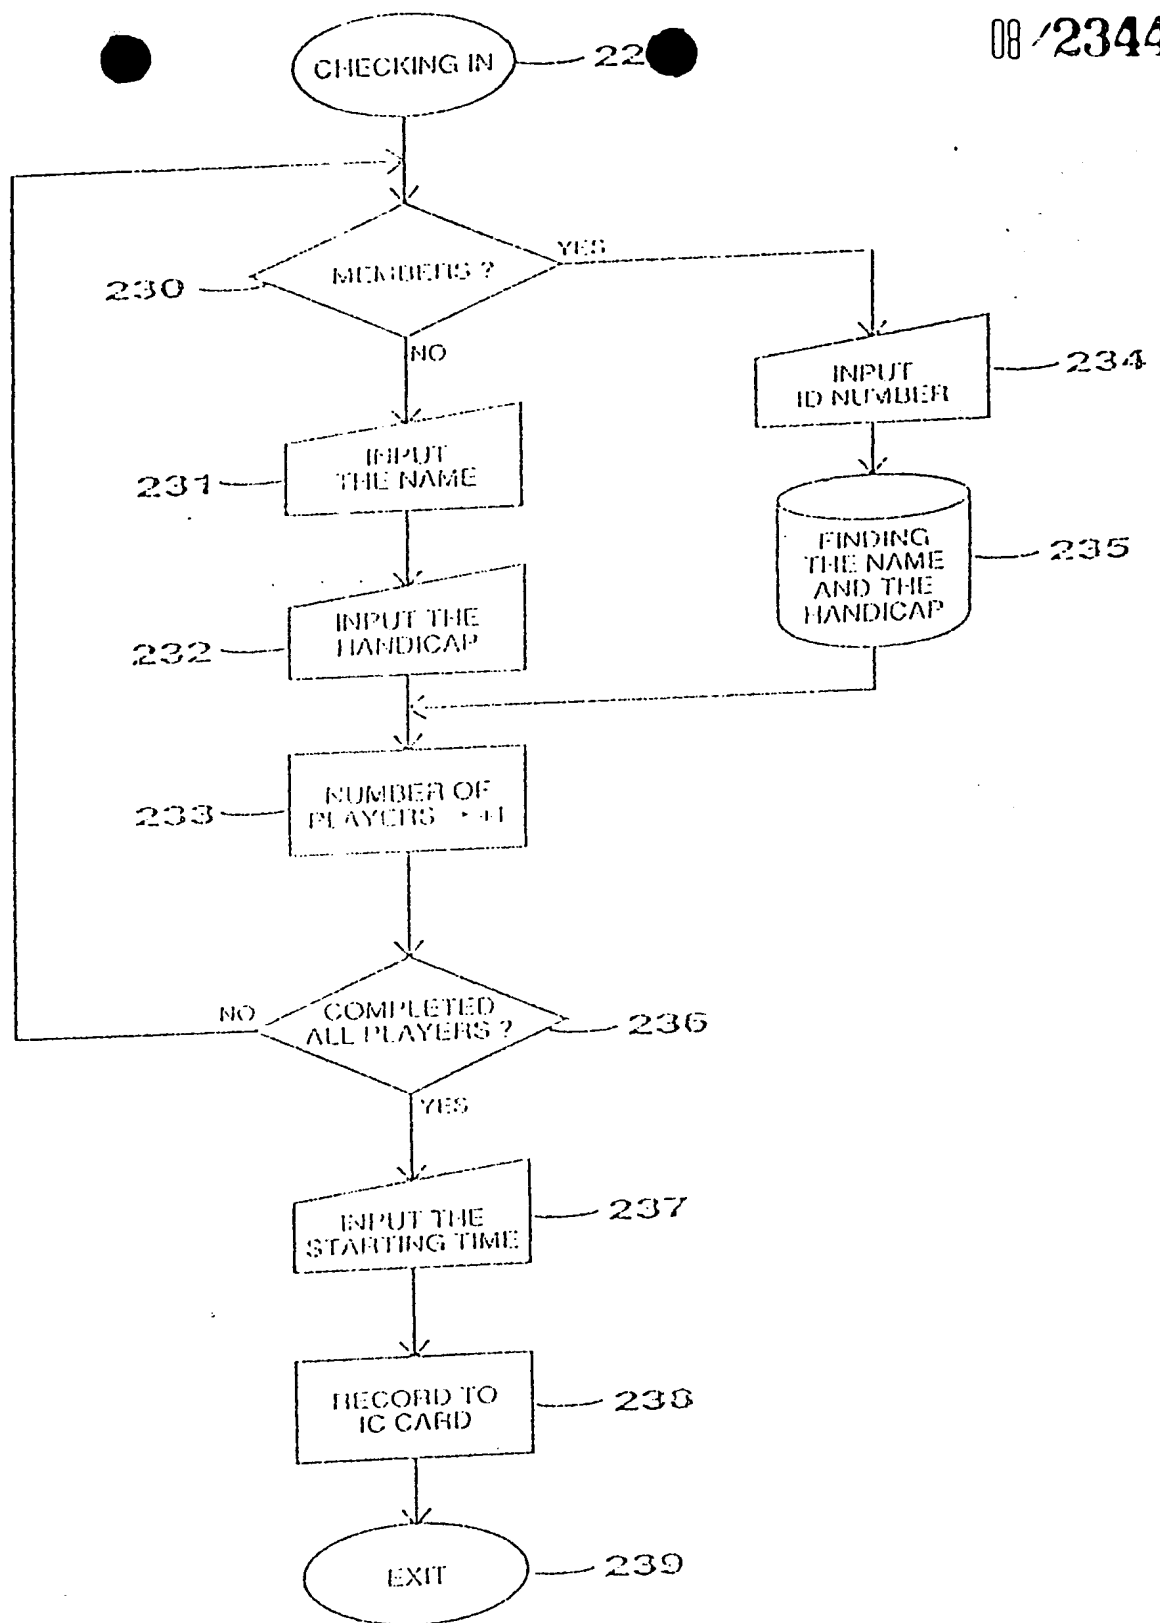 08/2344
CHECKING IN
22
MEMBERS ?
230
YES
NO
INPUT
ID NUMBER
234
INPUT
THE NAME
231
FINDING
THE NAME
AND THE
HANDICAP
235
INPUT THE
HANDICAP
232
NUMBER OF
PLAYERS
233
COMPLETED
ALL PLAYERS ?
NO
236
YES
INPUT THE
STARTING TIME
237
RECORD TO
IC CARD
238
EXIT
239